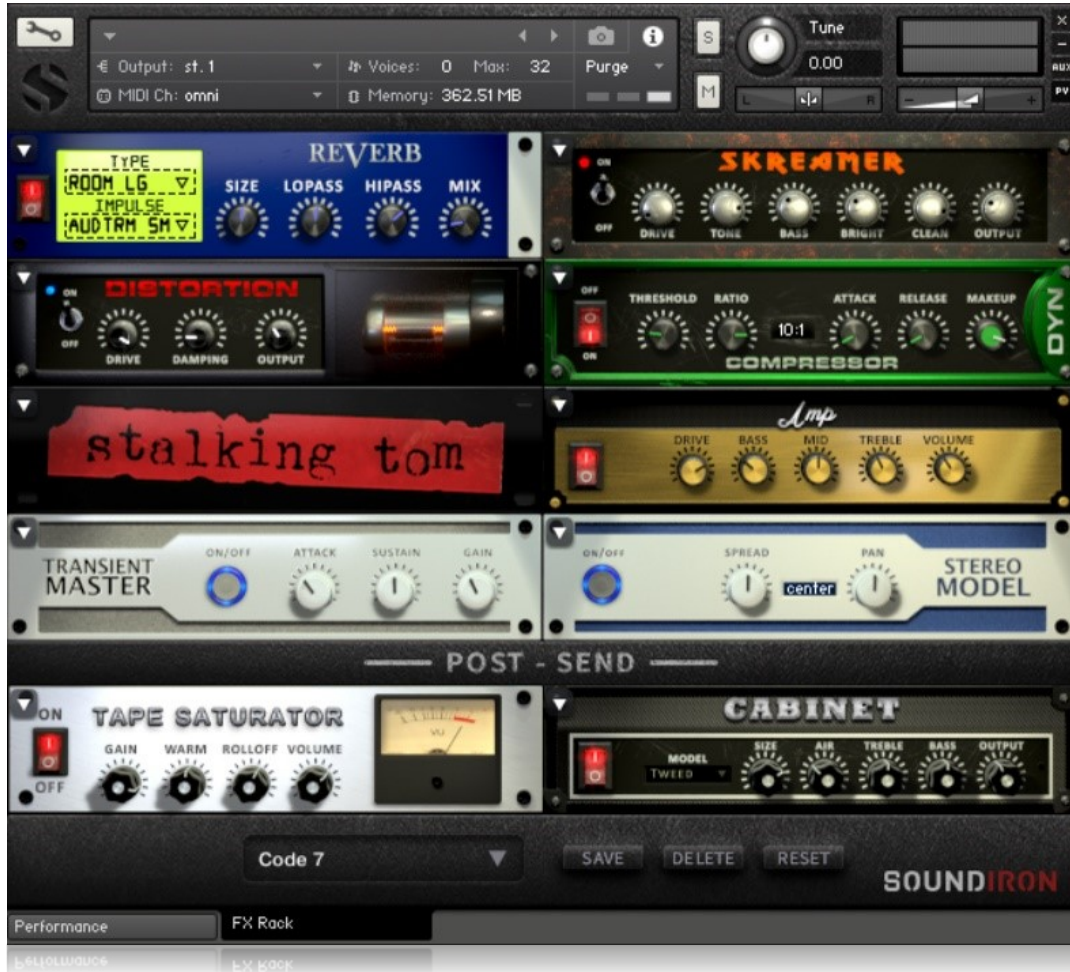 Output: st. 1
Voices: 0 Max: 32
Purge
MIDI Ch: omni
Memory: 362.51 MB
S
M
Tune
0.00
L
R
- +
×
-
AUX
PV
TYPE
ROOM LG
IMPULSE
AUDTRM SM
REVERB
SIZE LOPASS HIPASS MIX
SKREAMER
ON
OFF
DRIVE TONE BASS BRIGHT CLEAN OUTPUT
DISTORTION
ON
OFF
DRIVE DAMPING OUTPUT
OFF
ON
THRESHOLD RATIO ATTACK RELEASE MAKEUP
10:1
COMPRESSOR
DYN
stalking tom
Amp
DRIVE BASS MID TREBLE VOLUME
TRANSIENT
MASTER
ON/OFF ATTACK SUSTAIN GAIN
ON/OFF SPREAD PAN
center
STEREO
MODEL
POST - SEND
ON
OFF
TAPE SATURATOR
GAIN WARM ROLLOFF VOLUME
VU
CABINET
MODEL
TWEED
SIZE AIR TREBLE BASS OUTPUT
Code 7
SAVE DELETE RESET
SOUNDIRON
Performance
FX Rack